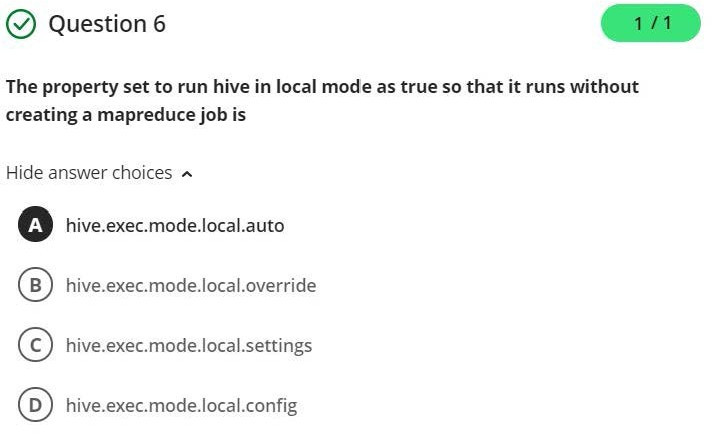 Question 6
1 / 1
The property set to run hive in local mode as true so that it runs without
creating a mapreduce job is
Hide answer choices
A hive.exec.mode.local.auto
B hive.exec.mode.local.override
C hive.exec.mode.local.settings
D hive.exec.mode.local.config